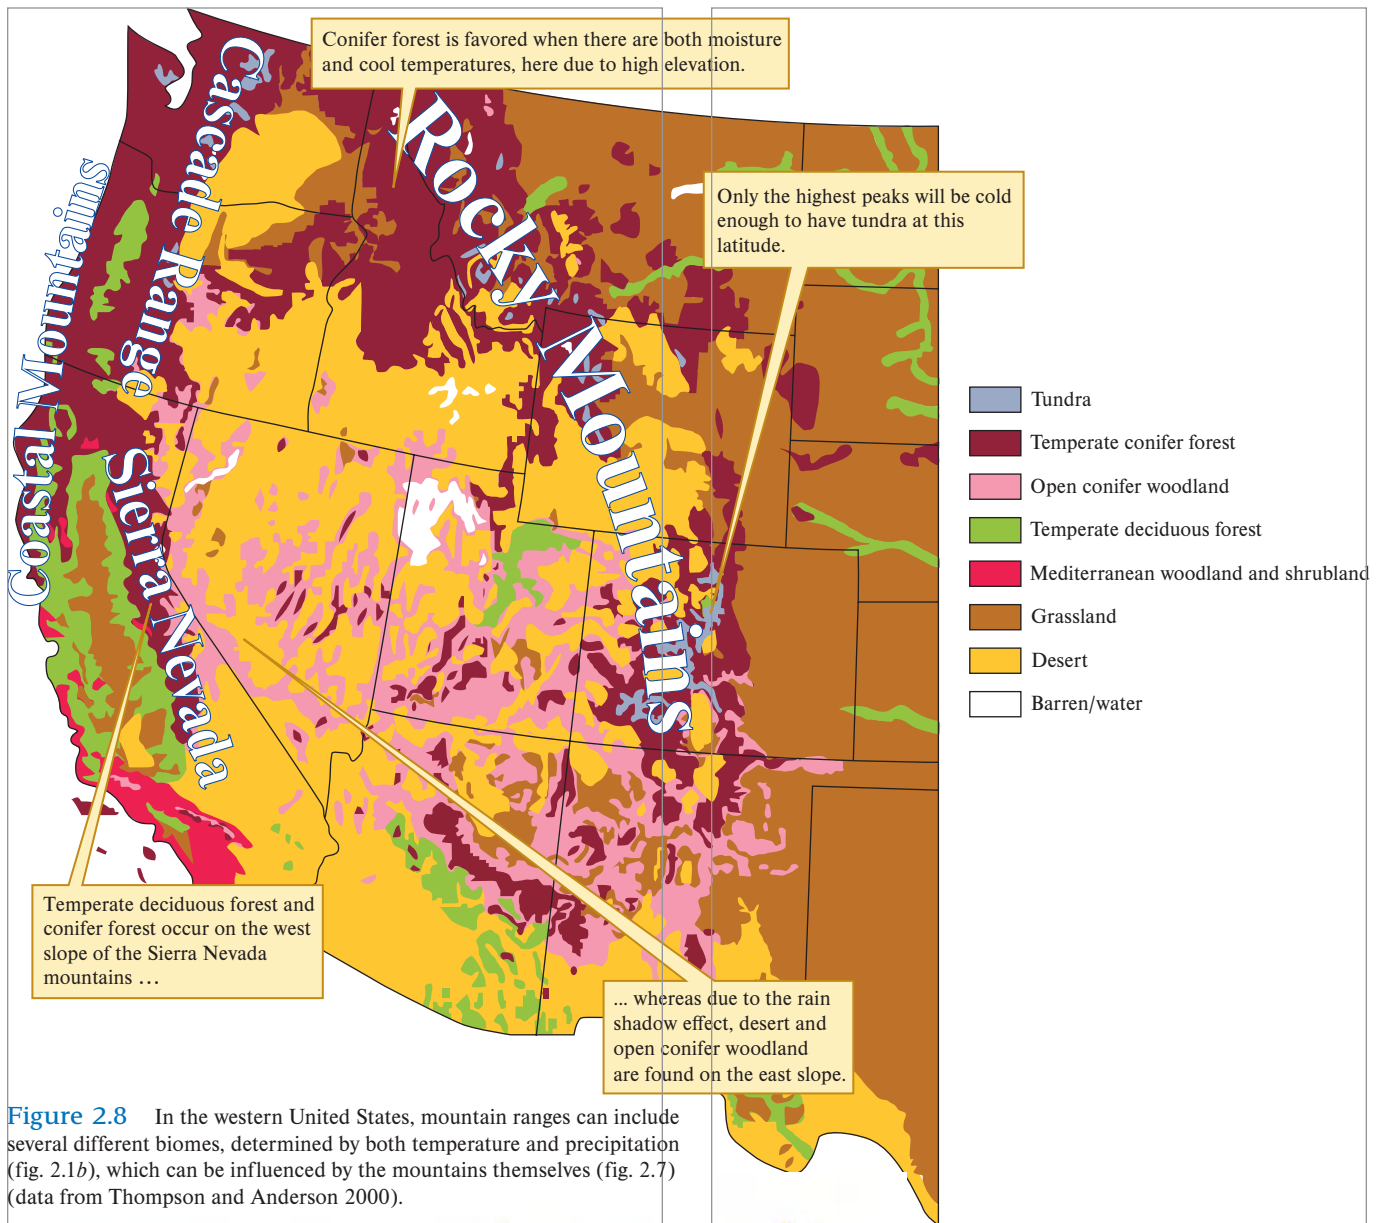 Conifer forest is favored when there are both moisture
and cool temperatures, here due to high elevation.
Cascade Range
Rocky Mountains
Coastal Mountains
Sierra Nevada
Only the highest peaks will be cold
enough to have tundra at this
latitude.
Tundra
Temperate conifer forest
Open conifer woodland
Temperate deciduous forest
Mediterranean woodland and shrubland
Grassland
Desert
Barren/water
Temperate deciduous forest and
conifer forest occur on the west
slope of the Sierra Nevada
mountains ...
... whereas due to the rain
shadow effect, desert and
open conifer woodland
are found on the east slope.
Figure 2.8 In the western United States, mountain ranges can include
several different biomes, determined by both temperature and precipitation
(fig. 2.1b), which can be influenced by the mountains themselves (fig. 2.7)
(data from Thompson and Anderson 2000).